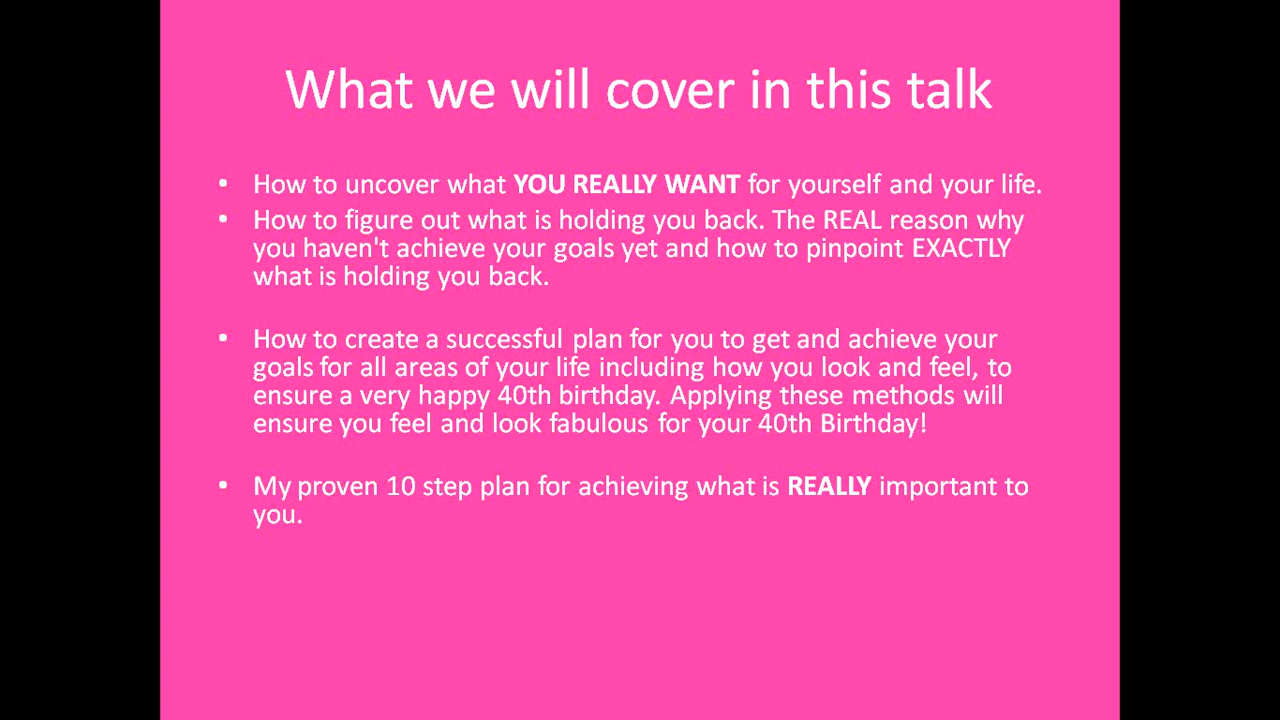 What we will cover in this talk
• How to uncover what YOU REALLY WANT for yourself and your life.
• How to figure out what is holding you back. The REAL reason why
you haven't achieve your goals yet and how to pinpoint EXACTLY
what is holding you back.
• How to create a successful plan for you to get and achieve your
goals for all areas of your life including how you look and feel, to
ensure a very happy 40th birthday. Applying these methods will
ensure you feel and look fabulous for your 40th Birthday!
• My proven 10 step plan for achieving what is REALLY important to
you.